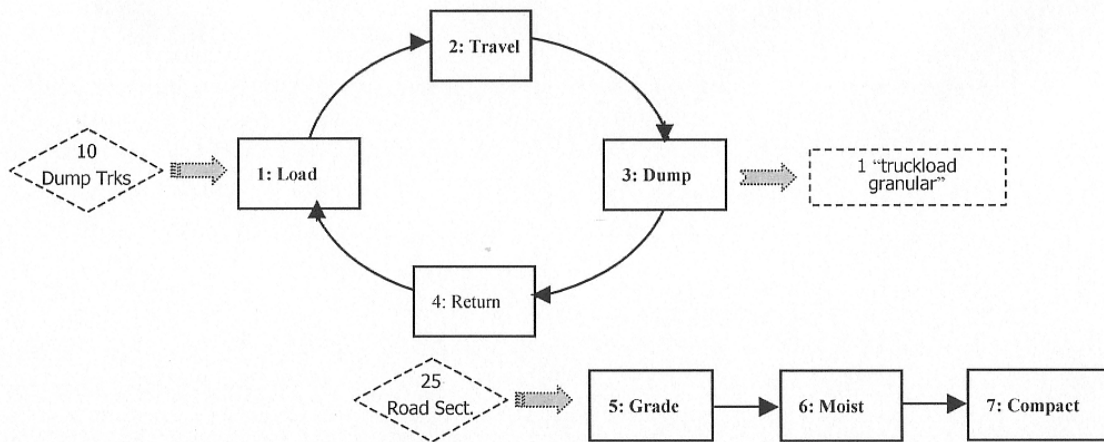 2: Travel
10
Dump Trks
1: Load
3: Dump
1 “truckload
granular”
4: Return
25
Road Sect.
5: Grade
6: Moist
7: Compact